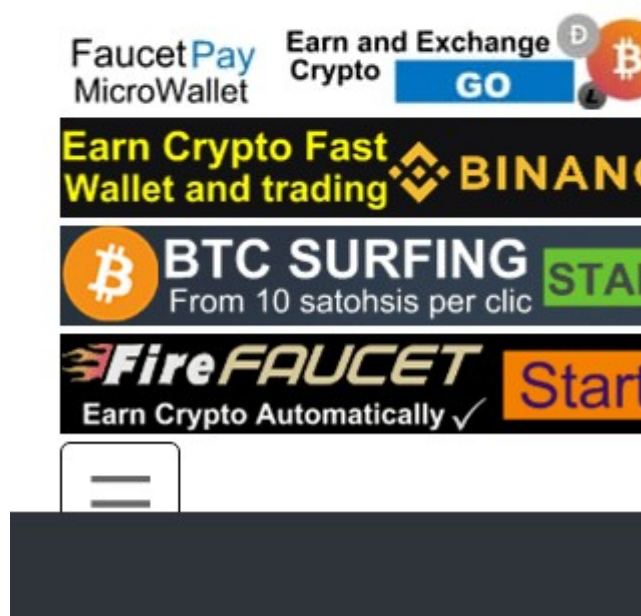 FaucetPay
MicroWallet
Earn and Exchange
Crypto
GO
Earn Crypto Fast
Wallet and trading
BTC SURFING
From 10 satohsis per clic
FireFAUCET
Earn Crypto Automatically
Start